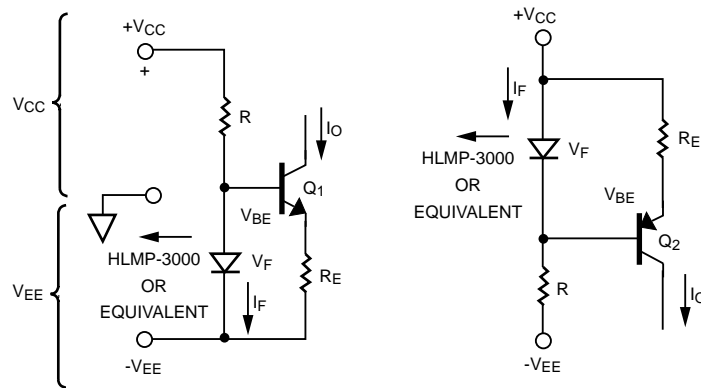 +VCC
+
VCC
R
IO
Q1
VBE
HLMP-3000
OR
EQUIVALENT
VF
IF
RE
VEE
-VEE
+VCC
IF
VF
HLMP-3000
OR
EQUIVALENT
RE
VBE
Q2
R
IO
-VEE